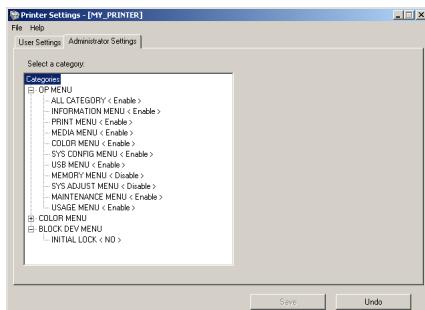 Printer Settings - [MY_PRINTER]
File Help
User Settings Administrator Settings
Select a category:
Categories
OP MENU
ALL CATEGORY < Enable >
INFORMATION MENU < Enable >
PRINT MENU < Enable >
MEDIA MENU < Enable >
COLOR MENU < Enable >
SYS CONFIG MENU < Enable >
USB MENU < Enable >
MEMORY MENU < Disable >
SYS ADJUST MENU < Disable >
MAINTENANCE MENU < Enable >
USAGE MENU < Enable >
COLOR MENU
BLOCK DEV MENU
INITIAL LOCK < NO >
Save Undo